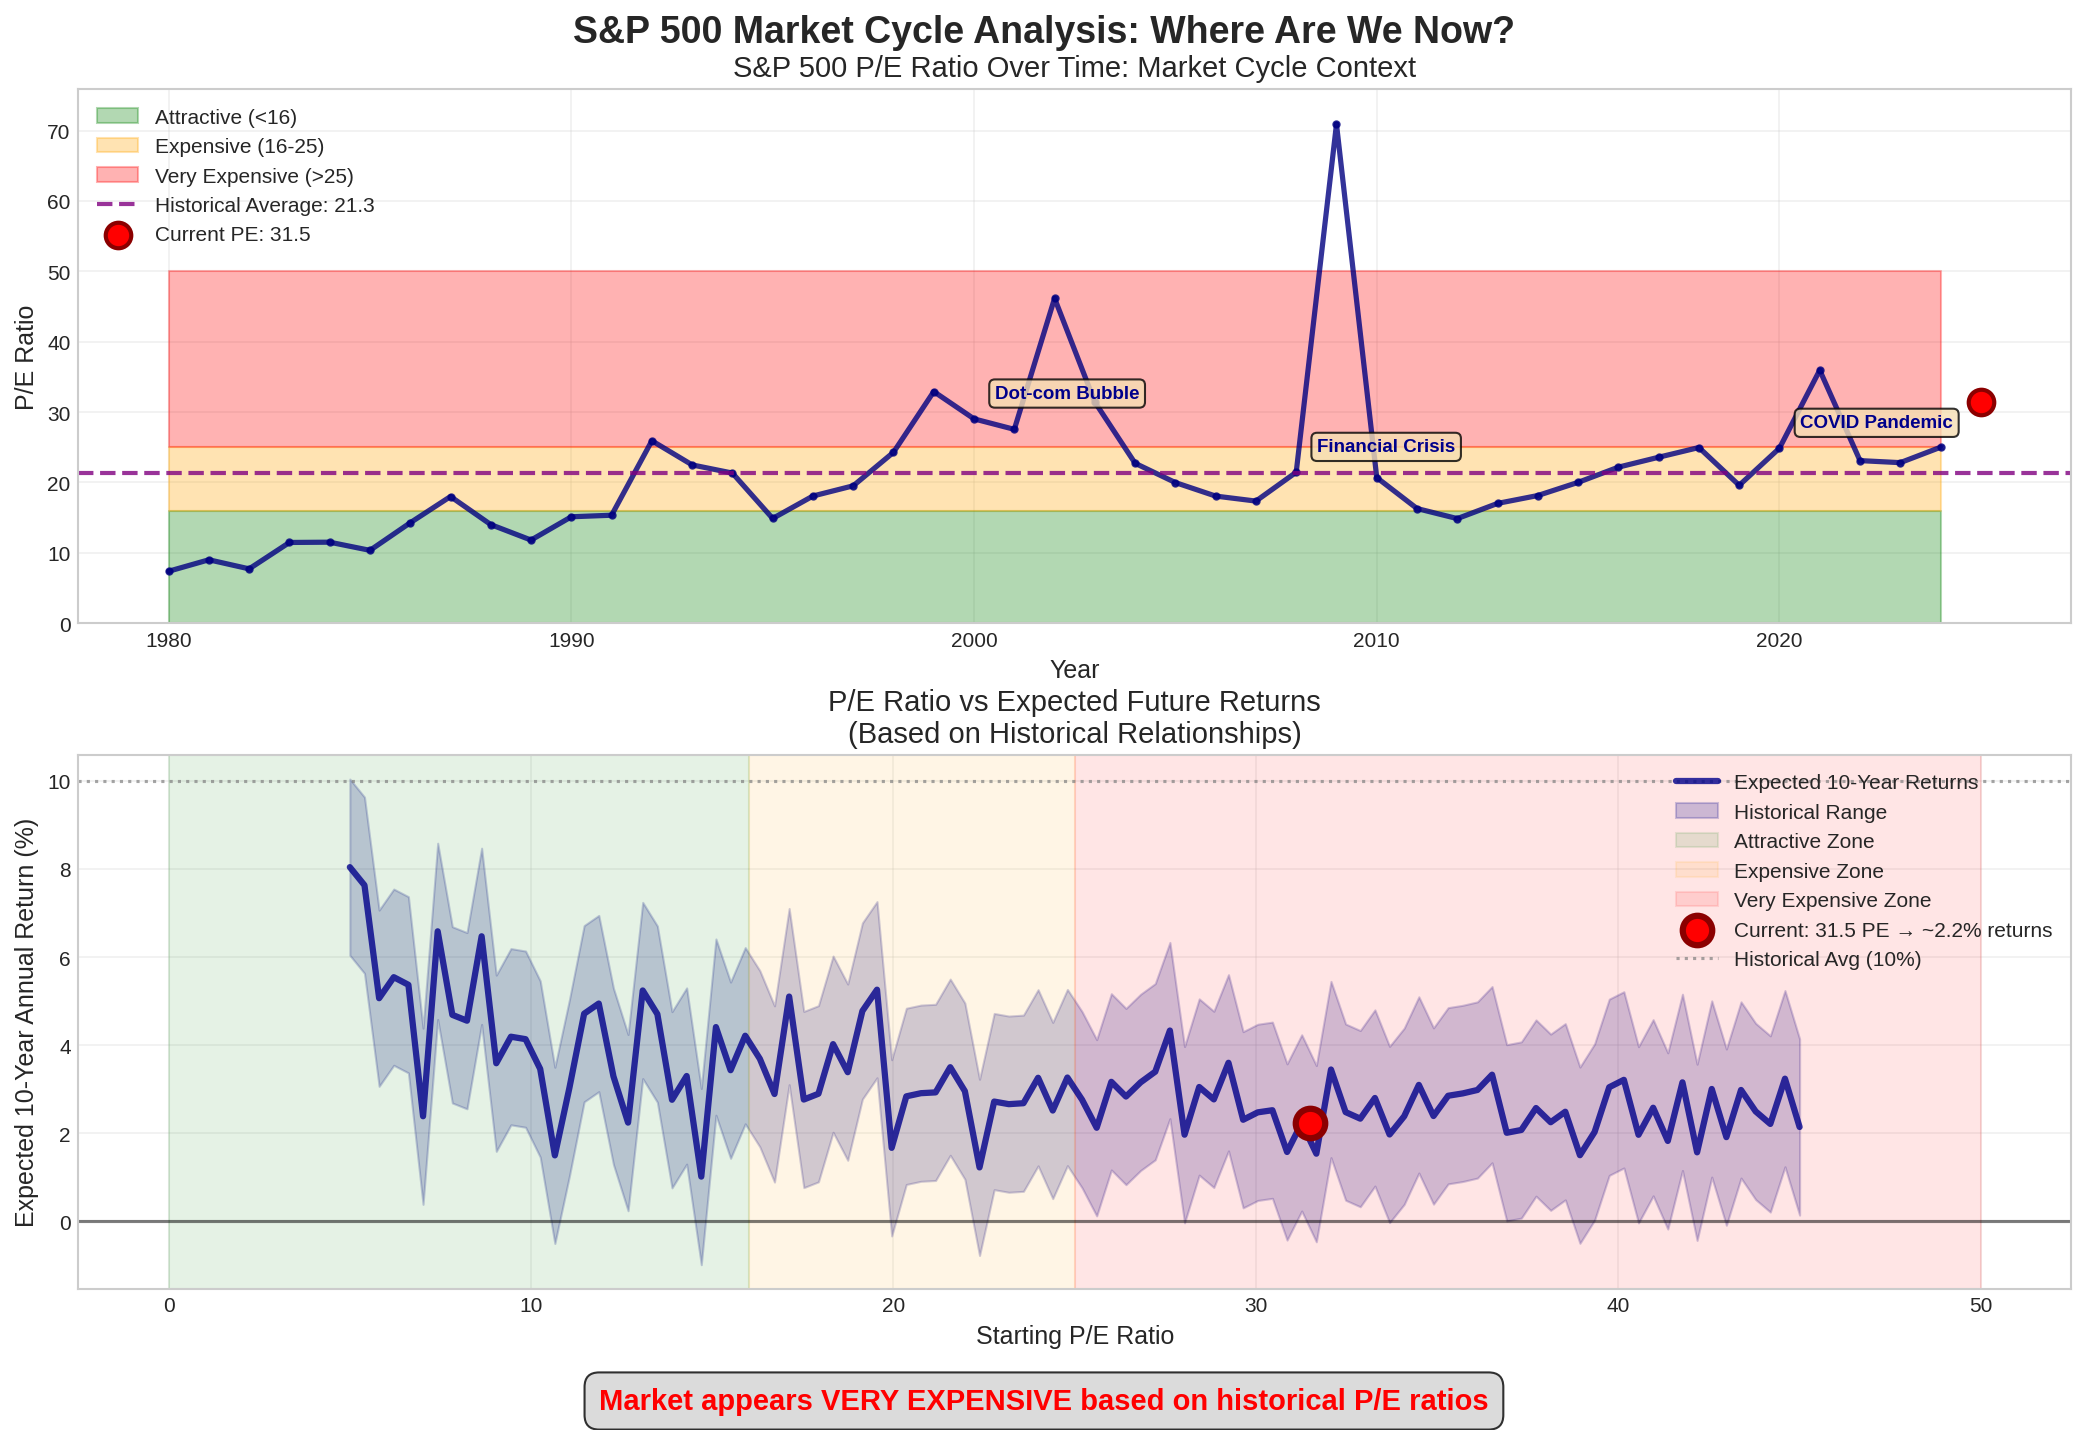 S&P 500 Market Cycle Analysis: Where Are We Now?
S&P 500 P/E Ratio Over Time: Market Cycle Context
Attractive (<16)
Expensive (16-25)
Very Expensive (>25)
Historical Average: 21.3
Current PE: 31.5
P/E Ratio
70
60
50
40
30
20
10
0
Dot-com Bubble
Financial Crisis
COVID Pandemic
1980
1990
2000
2010
2020
Year
P/E Ratio vs Expected Future Returns
(Based on Historical Relationships)
Expected 10-Year Annual Return (%)
10
8
6
4
2
0
Expected 10-Year Returns
Historical Range
Attractive Zone
Expensive Zone
Very Expensive Zone
Current: 31.5 PE → ~2.2% returns
Historical Avg (10%)
0
10
20
30
40
50
Starting P/E Ratio
Market appears VERY EXPENSIVE based on historical P/E ratios